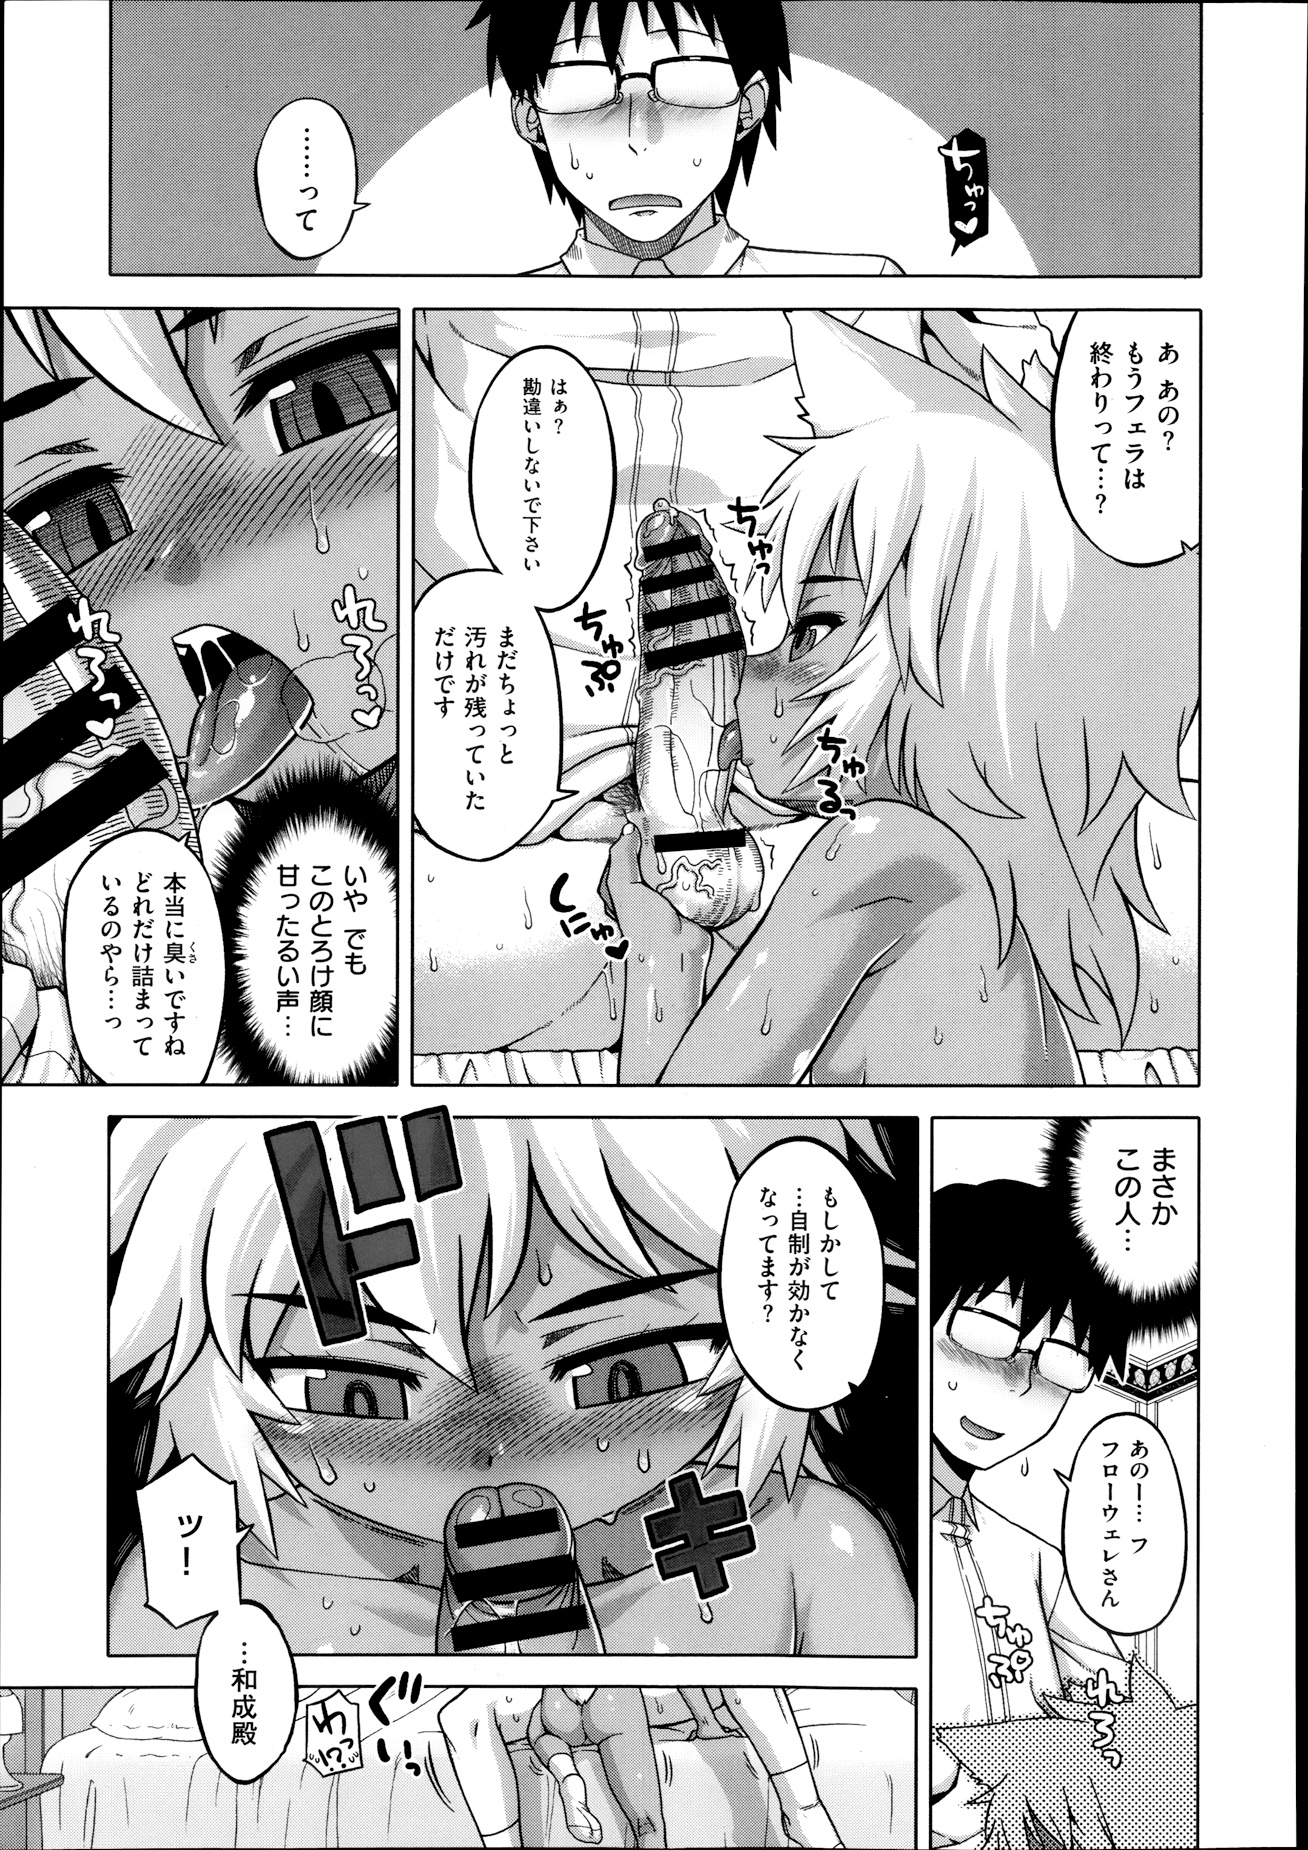 ……って
ちゅっ
あ あの？
もうフェラは
終わりって…？
はぁ？
勘違いしないで下さい
まだちょっと
汚れが残っていた
だけです
ちゅっ
ちゅぷ
ちゅるっ
しにゅっ
れろっ
れろっ
いや でも
このとろけ顔に
甘ったるい声…
本当に臭いですね
くさ
どれだけ詰まって
いるのやら…っ
まさか
この人…
あのー… フ
フローウェレさん
ちゅぷ
れろっ
もしかして
…自制が効かなく
なってます？
ドキ
ッ！
…和成殿
わっ!?
ぐいっ